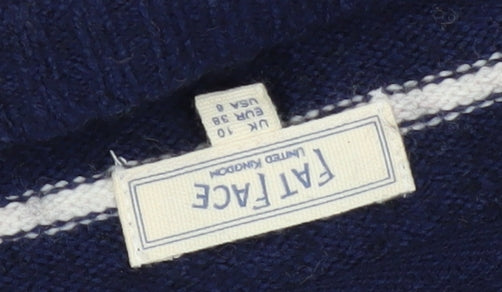 FAT FACE
UNITED KINGDOM
UK 10
EUR 38
USA 6